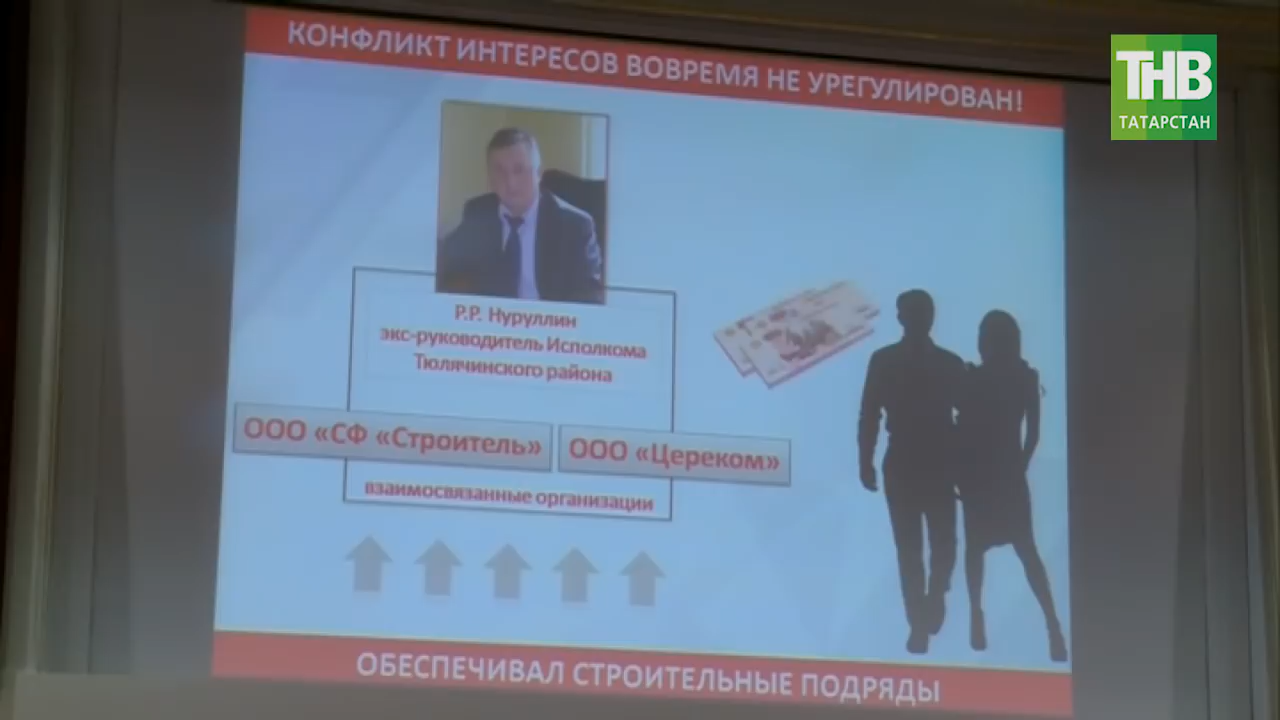 КОНФЛИКТ ИНТЕРЕСОВ ВОВРЕМЯ НЕ УРЕГУЛИРОВАН!
ТНВ
ТАТАРСТАН
Р.Р. Нуруллин
экс-руководитель Исполкома
Тюлячинского района
ООО «СФ «Строитель»
ООО «Цереком»
взаимосвязанные организации
ОБЕСПЕЧИВАЛ СТРОИТЕЛЬНЫЕ ПОДРЯДЫ